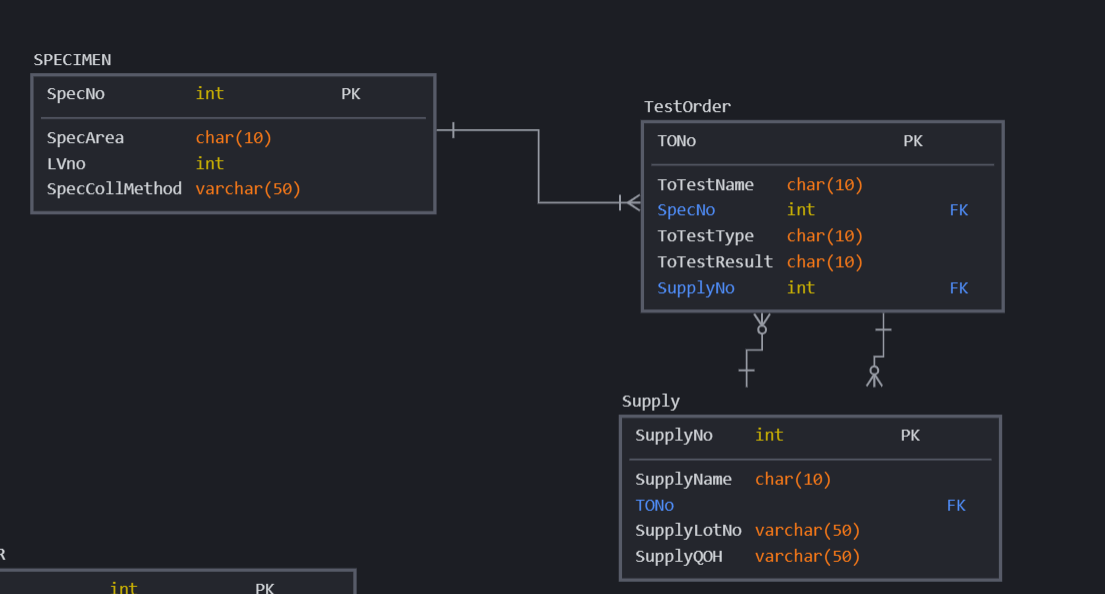 SPECIMEN
SpecNo int PK
SpecArea char(10)
LVno int
SpecCollMethod varchar(50)
TestOrder
TONo PK
ToTestName char(10)
SpecNo int FK
ToTestType char(10)
ToTestResult char(10)
SupplyNo int FK
Supply
SupplyNo int PK
SupplyName char(10)
TONo FK
SupplyLotNo varchar(50)
SupplyQOH varchar(50)
R
int PK